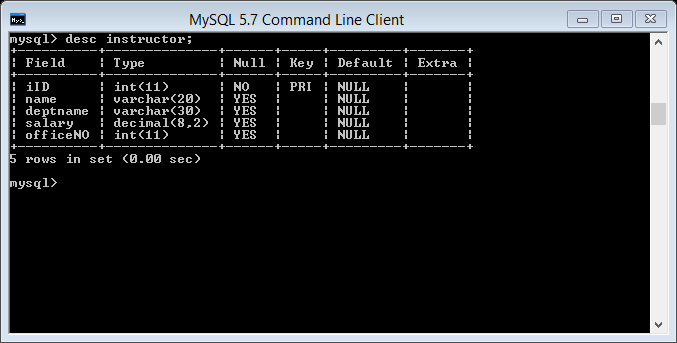 MySQL 5.7 Command Line Client
mysql> desc instructor;
+-----------+--------------+------+-----+---------+-------+
| Field     | Type         | Null | Key | Default | Extra |
+-----------+--------------+------+-----+---------+-------+
| iID       | int(11)      | NO   | PRI | NULL    |       |
| name      | varchar(20)  | YES  |     | NULL    |       |
| deptname  | varchar(30)  | YES  |     | NULL    |       |
| salary    | decimal(8,2) | YES  |     | NULL    |       |
| officeNO  | int(11)      | YES  |     | NULL    |       |
+-----------+--------------+------+-----+---------+-------+
5 rows in set (0.00 sec)
mysql>